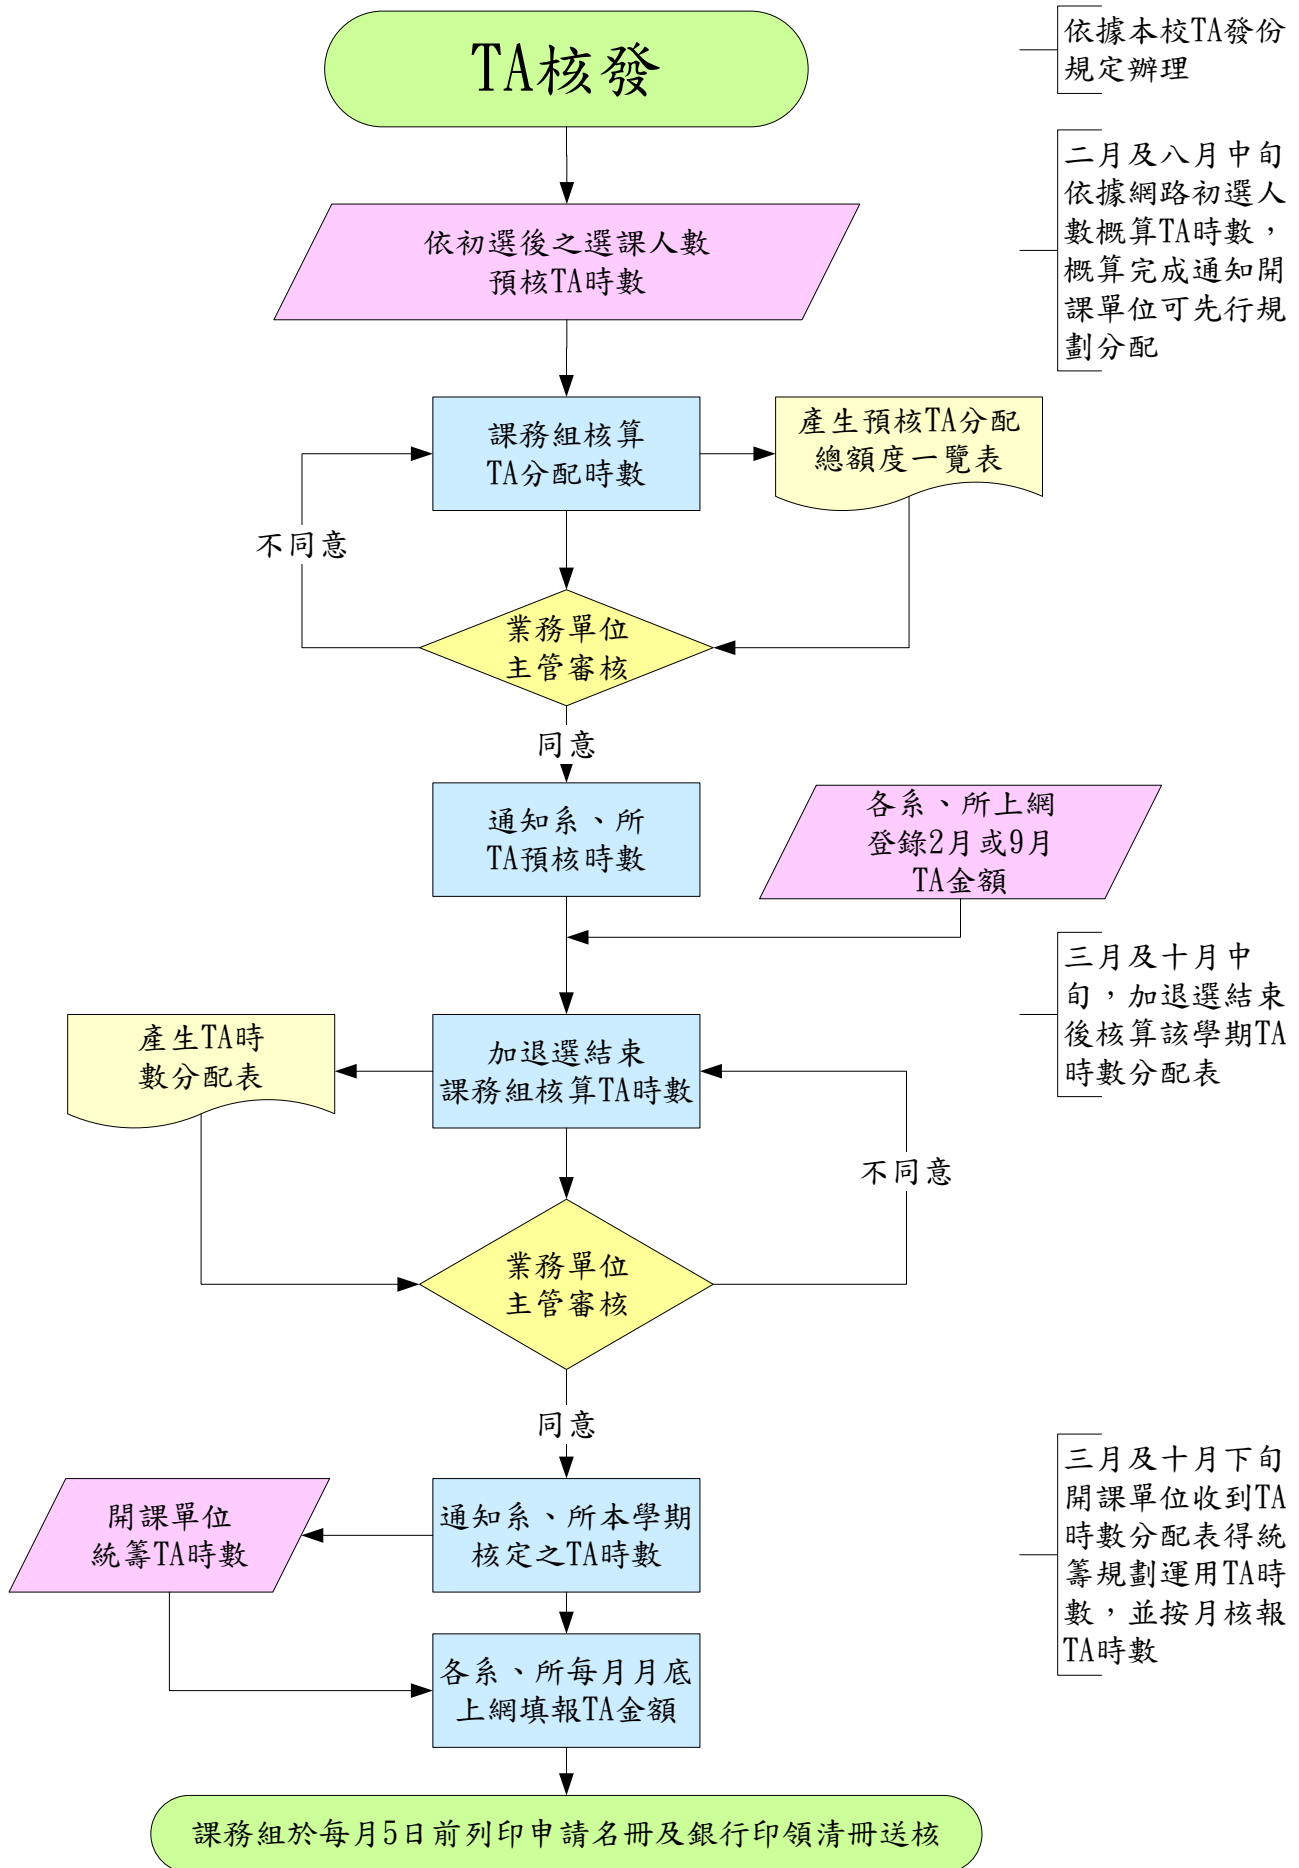 TA核發
依據本校TA發份
規定辦理
二月及八月中旬
依據網路初選人
數概算TA時數，
概算完成通知開
課單位可先行規
劃分配
依初選後之選課人數
預核TA時數
課務組核算
TA分配時數
產生預核TA分配
總額度一覽表
不同意
業務單位
主管審核
同意
通知系、所
TA預核時數
各系、所上網
登錄2月或9月
TA金額
三月及十月中
旬，加退選結束
後核算該學期TA
時數分配表
產生TA時
數分配表
加退選結束
課務組核算TA時數
不同意
業務單位
主管審核
同意
開課單位
統籌TA時數
通知系、所本學期
核定之TA時數
三月及十月下旬
開課單位收到TA
時數分配表得統
籌規劃運用TA時
數，並按月核報
TA時數
各系、所每月月底
上網填報TA金額
課務組於每月5日前列印申請名冊及銀行印領清冊送核